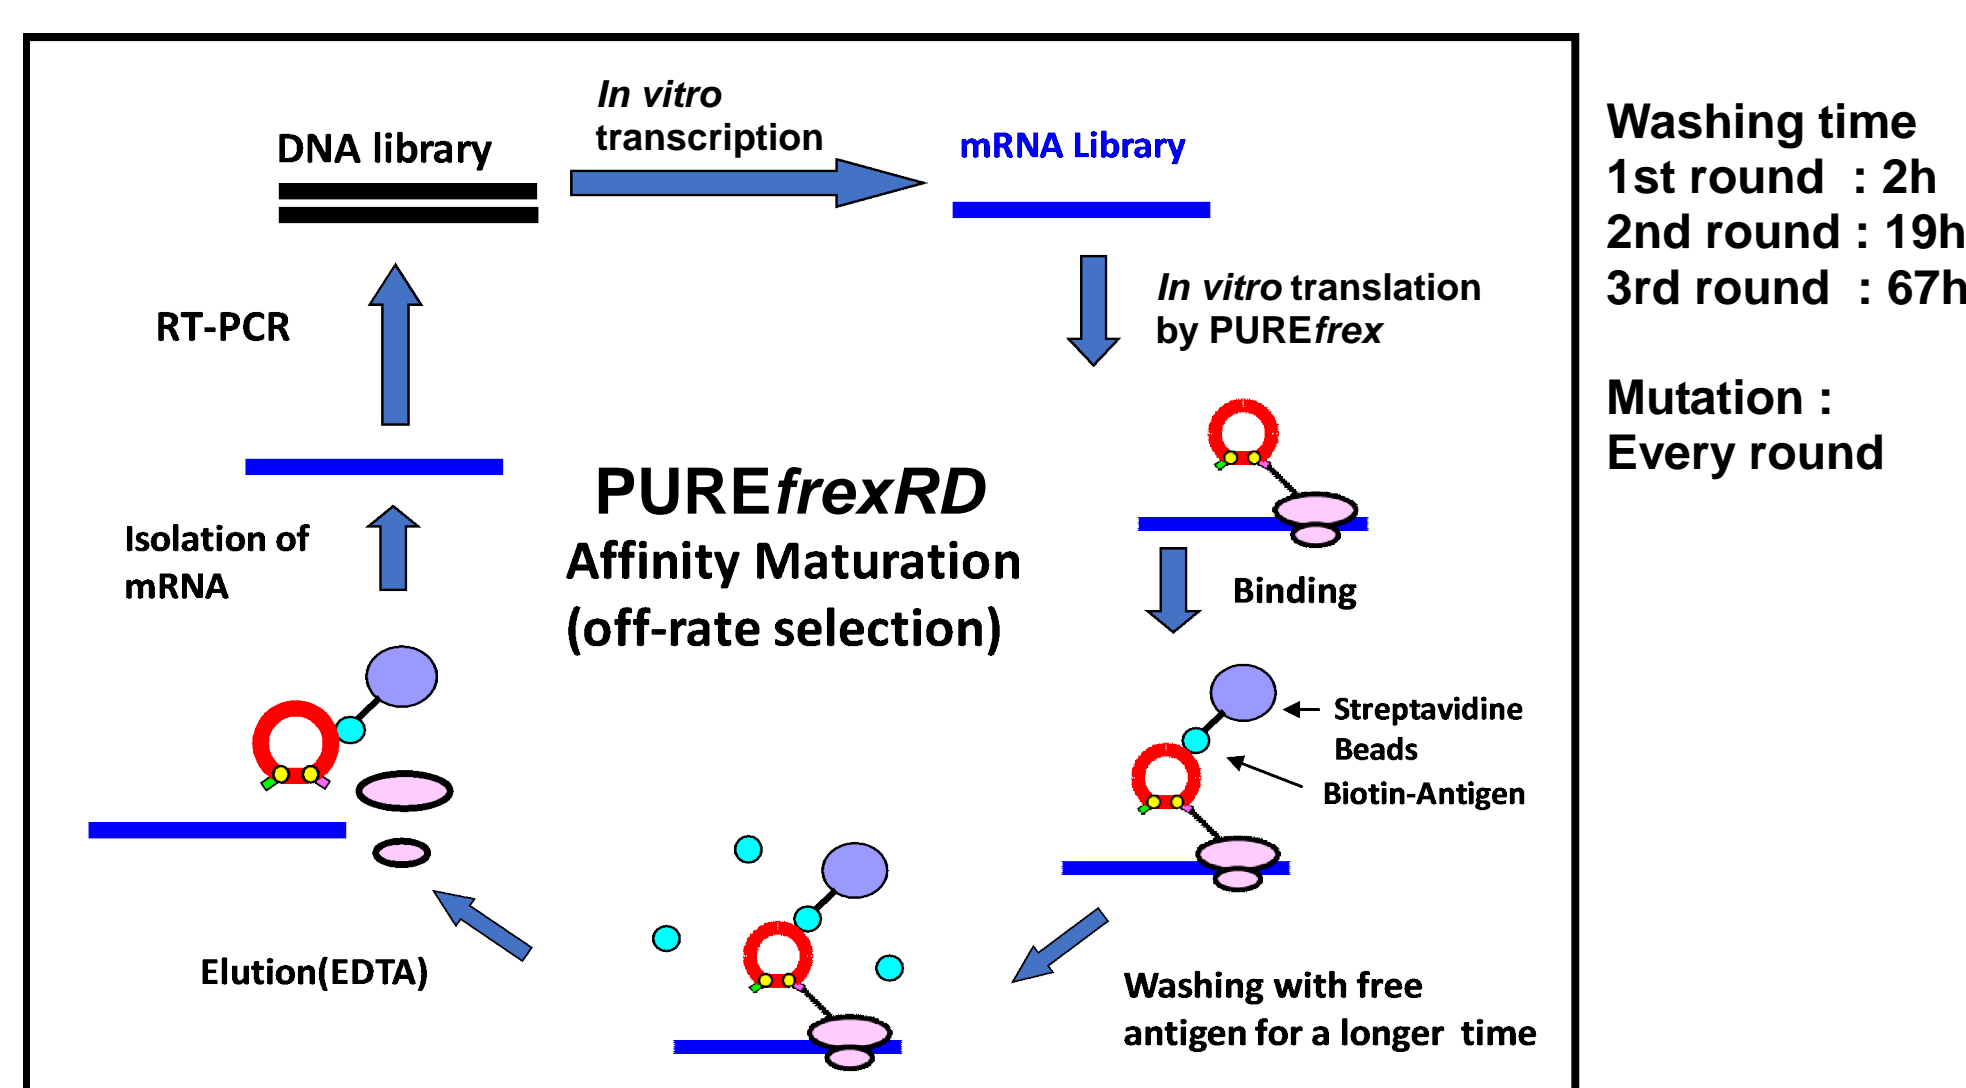 DNA library
In vitro
transcription
mRNA Library
In vitro translation
by PUREfrex
Binding
Streptavidine
Beads
Biotin-Antigen
Washing with free
antigen for a longer time
Elution(EDTA)
Isolation of
mRNA
RT-PCR
PUREfrexRD
Affinity Maturation
(off-rate selection)
Washing time
1st round : 2h
2nd round : 19h
3rd round : 67h
Mutation :
Every round